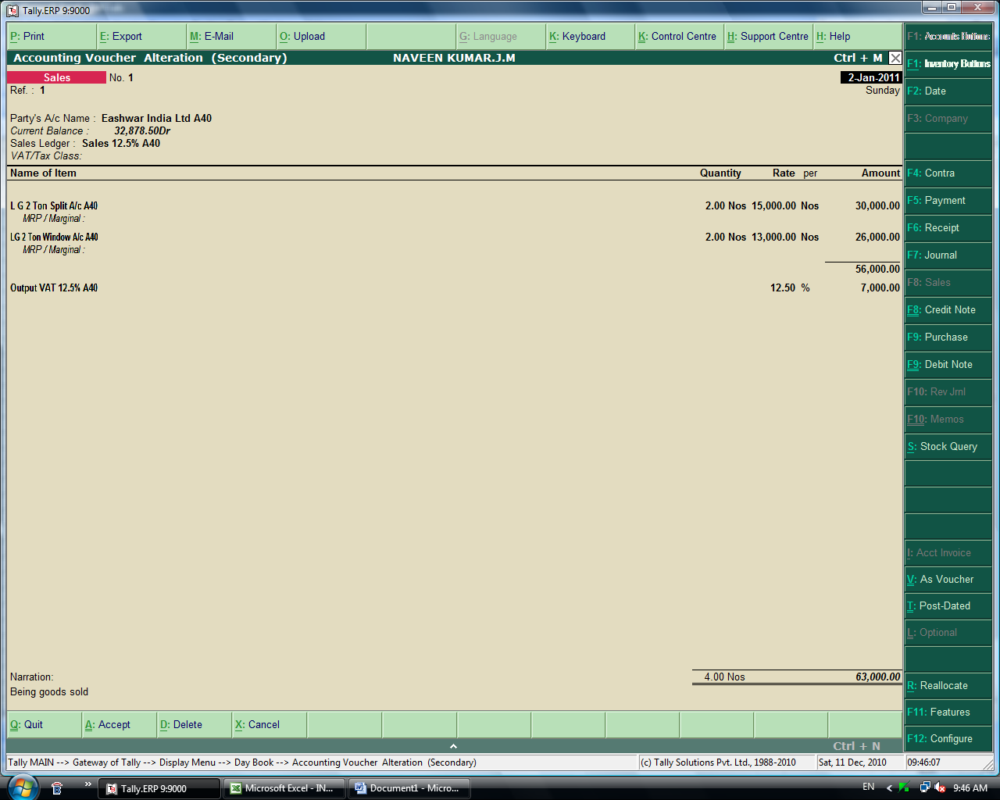 Tally.ERP 9:9000
P: Print E: Export M: E-Mail O: Upload G: Language K: Keyboard K: Control Centre H: Support Centre H: Help
Accounting Voucher Alteration (Secondary) NAVEEN KUMAR.J.M Ctrl + M
Sales No. 1 2-Jan-2011
Ref. : 1 Sunday
Party's A/c Name : Eashwar India Ltd A40
Current Balance : 32,878.50Dr
Sales Ledger : Sales 12.5% A40
VAT/Tax Class:
Name of Item Quantity Rate per Amount
L G 2 Ton Split A/c A40 2.00 Nos 15,000.00 Nos 30,000.00
MRP / Marginal :
LG 2 Ton Window A/c A40 2.00 Nos 13,000.00 Nos 26,000.00
MRP / Marginal :
56,000.00
Output VAT 12.5% A40 12.50 % 7,000.00
Narration: 4.00 Nos 63,000.00
Being goods sold
F1: Accounts Buttons
F1: Inventory Buttons
F2: Date
F3: Company
F4: Contra
F5: Payment
F6: Receipt
F7: Journal
F8: Sales
F8: Credit Note
F9: Purchase
F9: Debit Note
F10: Rev Jrnl
F10: Memos
S: Stock Query
I: Acct Invoice
V: As Voucher
T: Post-Dated
L: Optional
R: Reallocate
F11: Features
F12: Configure
Q: Quit A: Accept D: Delete X: Cancel
Ctrl + N
Tally MAIN --> Gateway of Tally --> Display Menu --> Day Book --> Accounting Voucher Alteration (Secondary) (c) Tally Solutions Pvt. Ltd., 1988-2010 Sat, 11 Dec, 2010 09:46:07
Tally.ERP 9:9000 Microsoft Excel - IN... Document1 - Micro... EN 9:46 AM